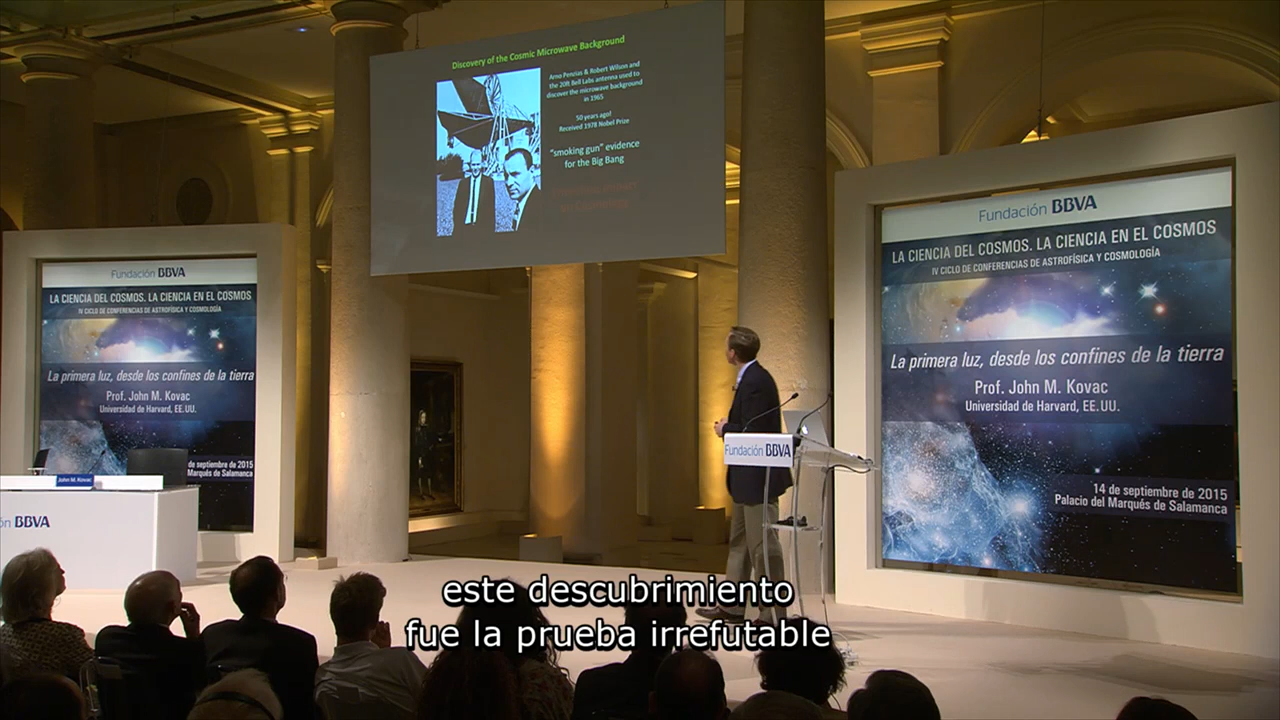 Discovery of the Cosmic Microwave Background
Arno Penzias & Robert Wilson and
the 20ft Bell Labs antenna used to
discover the microwave background
in 1965
50 years ago!
Received 1978 Nobel Prize
"smoking gun" evidence
for the Big Bang
Fundación BBVA
LA CIENCIA DEL COSMOS. LA CIENCIA EN EL COSMOS
IV CICLO DE CONFERENCIAS DE ASTROFÍSICA Y COSMOLOGÍA
La primera luz, desde los confines de la tierra
Prof. John M. Kovac
Universidad de Harvard, EE.UU.
de septiembre de 2015
Marqués de Salamanca
John M. Kovac
ón BBVA
Fundación BBVA
Fundación BBVA
LA CIENCIA DEL COSMOS. LA CIENCIA EN EL COSMOS
IV CICLO DE CONFERENCIAS DE ASTROFÍSICA Y COSMOLOGÍA
La primera luz, desde los confines de la tierra
Prof. John M. Kovac
Universidad de Harvard, EE.UU.
14 de septiembre de 2015
Palacio del Marqués de Salamanca
este descubrimiento
fue la prueba irrefutable